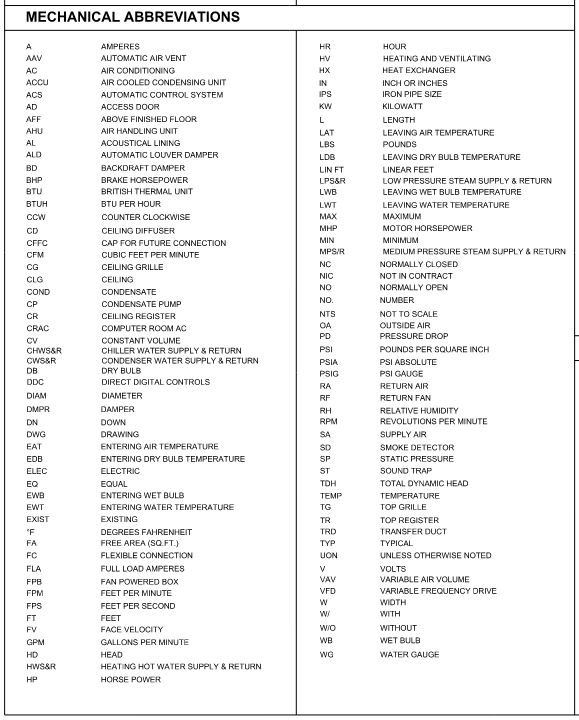 MECHANICAL ABBREVIATIONS
A AMPERES
AAV AUTOMATIC AIR VENT
AC AIR CONDITIONING
ACCU AIR COOLED CONDENSING UNIT
ACS AUTOMATIC CONTROL SYSTEM
AD ACCESS DOOR
AFF ABOVE FINISHED FLOOR
AHU AIR HANDLING UNIT
AL ACOUSTICAL LINING
ALD AUTOMATIC LOUVER DAMPER
BD BACKDRAFT DAMPER
BHP BRAKE HORSEPOWER
BTU BRITISH THERMAL UNIT
BTUH BTU PER HOUR
CCW COUNTER CLOCKWISE
CD CEILING DIFFUSER
CFFC CAP FOR FUTURE CONNECTION
CFM CUBIC FEET PER MINUTE
CG CEILING GRILLE
CLG CEILING
COND CONDENSATE
CP CONDENSATE PUMP
CR CEILING REGISTER
CRAC COMPUTER ROOM AC
CV CONSTANT VOLUME
CHWS&R CHILLER WATER SUPPLY & RETURN
CWS&R CONDENSER WATER SUPPLY & RETURN
DB DRY BULB
DDC DIRECT DIGITAL CONTROLS
DIAM DIAMETER
DMPR DAMPER
DN DOWN
DWG DRAWING
EAT ENTERING AIR TEMPERATURE
EDB ENTERING DRY BULB TEMPERATURE
ELEC ELECTRIC
EQ EQUAL
EWB ENTERING WET BULB
EWT ENTERING WATER TEMPERATURE
EXIST EXISTING
°F DEGREES FAHRENHEIT
FA FREE AREA (SQ.FT.)
FC FLEXIBLE CONNECTION
FLA FULL LOAD AMPERES
FPB FAN POWERED BOX
FPM FEET PER MINUTE
FPS FEET PER SECOND
FT FEET
FV FACE VELOCITY
GPM GALLONS PER MINUTE
HD HEAD
HWS&R HEATING HOT WATER SUPPLY & RETURN
HP HORSE POWER
HR HOUR
HV HEATING AND VENTILATING
HX HEAT EXCHANGER
IN INCH OR INCHES
IPS IRON PIPE SIZE
KW KILOWATT
L LENGTH
LAT LEAVING AIR TEMPERATURE
LBS POUNDS
LDB LEAVING DRY BULB TEMPERATURE
LIN FT LINEAR FEET
LPS&R LOW PRESSURE STEAM SUPPLY & RETURN
LWB LEAVING WET BULB TEMPERATURE
LWT LEAVING WATER TEMPERATURE
MAX MAXIMUM
MHP MOTOR HORSEPOWER
MIN MINIMUM
MPS/R MEDIUM PRESSURE STEAM SUPPLY & RETURN
NC NORMALLY CLOSED
NIC NOT IN CONTRACT
NO NORMALLY OPEN
NO. NUMBER
NTS NOT TO SCALE
OA OUTSIDE AIR
PD PRESSURE DROP
PSI POUNDS PER SQUARE INCH
PSIA PSI ABSOLUTE
PSIG PSI GAUGE
RA RETURN AIR
RF RETURN FAN
RH RELATIVE HUMIDITY
RPM REVOLUTIONS PER MINUTE
SA SUPPLY AIR
SD SMOKE DETECTOR
SP STATIC PRESSURE
ST SOUND TRAP
TDH TOTAL DYNAMIC HEAD
TEMP TEMPERATURE
TG TOP GRILLE
TR TOP REGISTER
TRD TRANSFER DUCT
TYP TYPICAL
UON UNLESS OTHERWISE NOTED
V VOLTS
VAV VARIABLE AIR VOLUME
VFD VARIABLE FREQUENCY DRIVE
W WIDTH
W/ WITH
W/O WITHOUT
WB WET BULB
WG WATER GAUGE